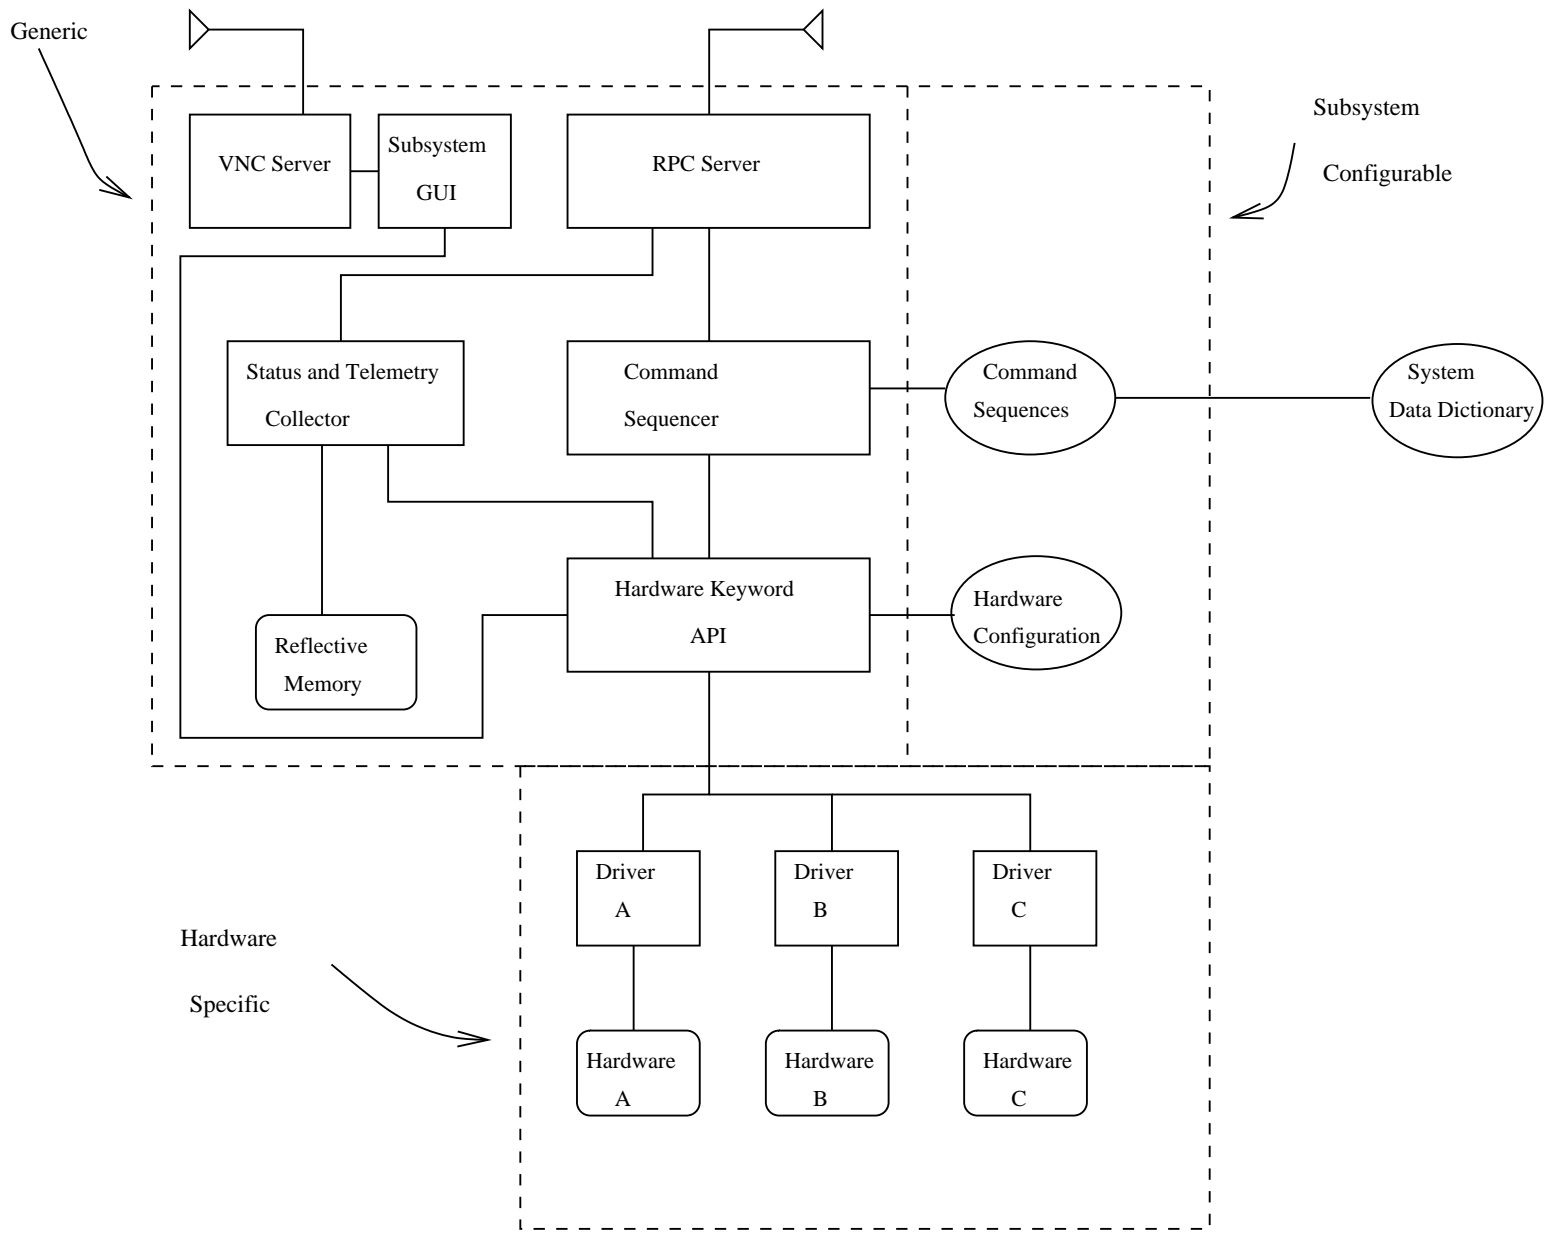 Generic
Subsystem
Configurable
VNC Server
Subsystem
GUI
RPC Server
Status and Telemetry
Collector
Command
Sequencer
Command
Sequences
System
Data Dictionary
Reflective
Memory
Hardware Keyword
API
Hardware
Configuration
Driver
A
Driver
B
Driver
C
Hardware
Specific
Hardware
A
Hardware
B
Hardware
C